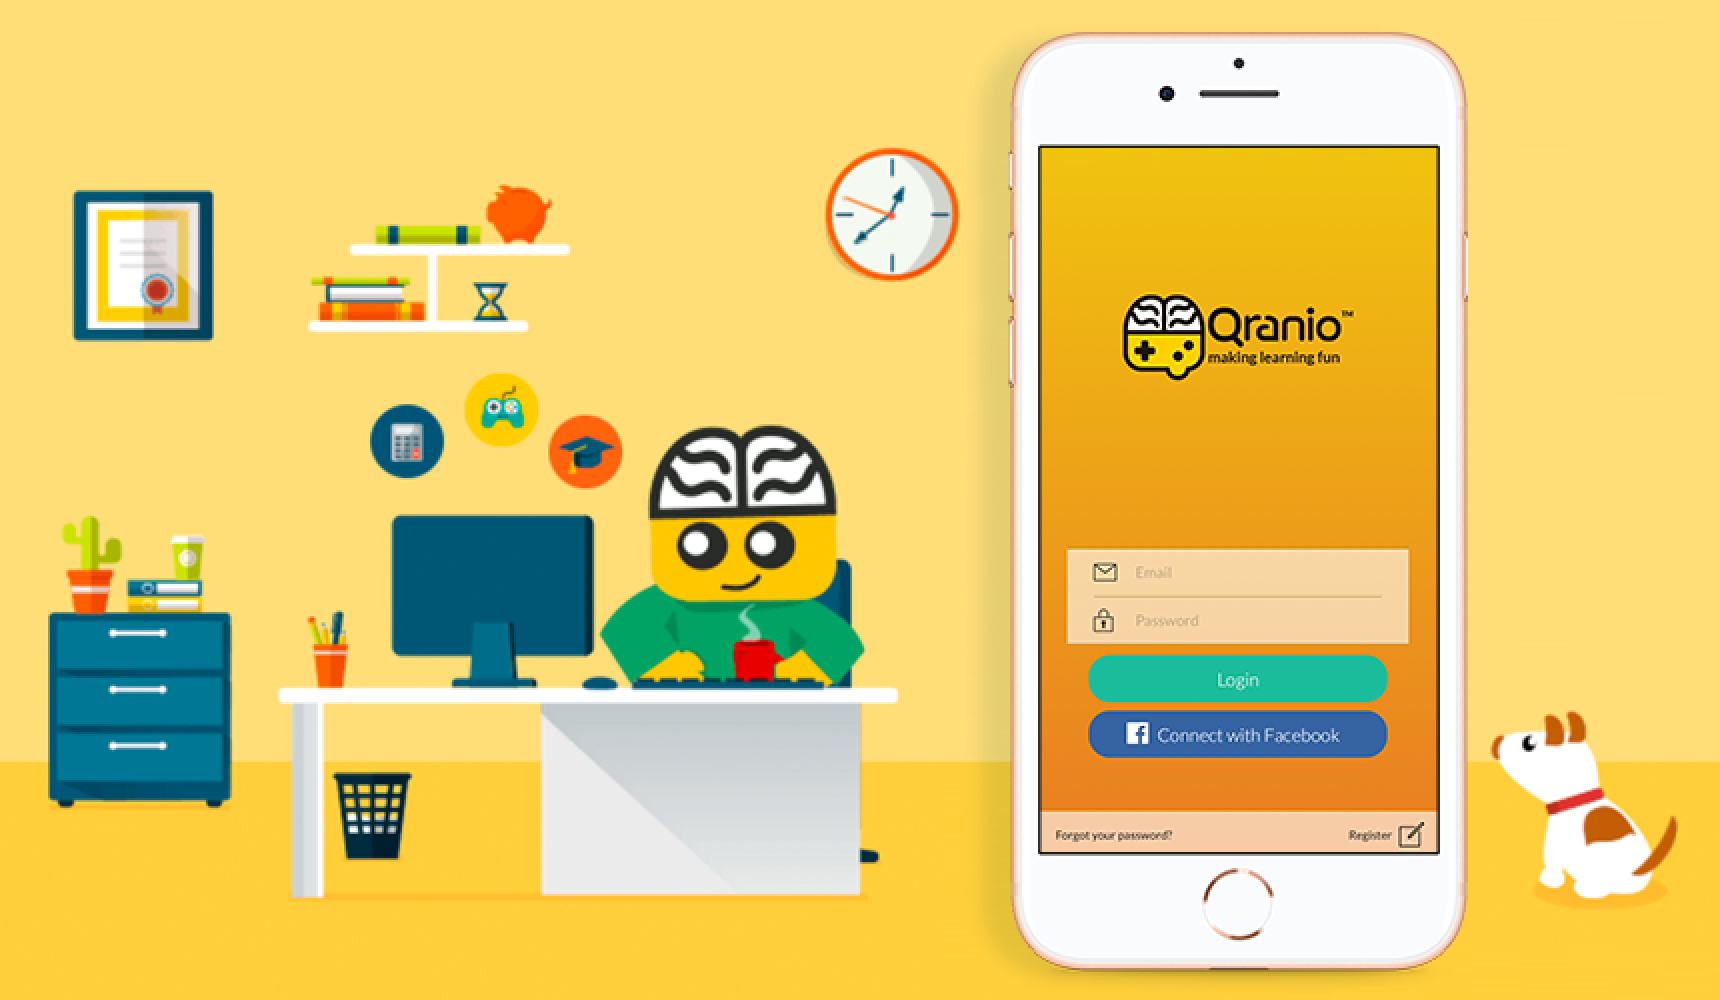 Qranio™
making learning fun
Email
Password
Login
Connect with Facebook
Forgot your password?
Register